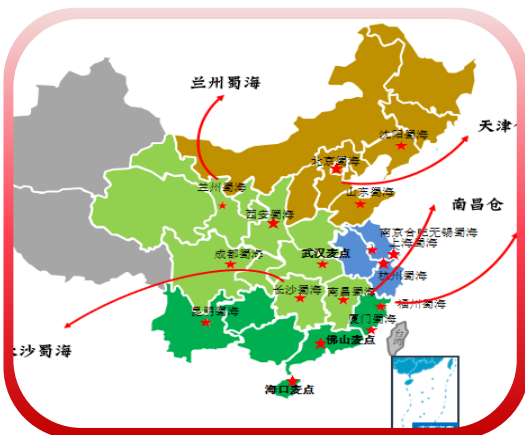 兰州蜀海
天津
沈阳蜀海
北京蜀海
兰州蜀海
山东蜀海
南昌仓
西安蜀海
南京合肥无锡蜀海
上海蜀海
成都蜀海
武汉麦点
杭州蜀海
长沙蜀海
南昌蜀海
福州蜀海
昆明蜀海
厦门蜀海
台湾
沙蜀海
佛山麦点
海口麦点